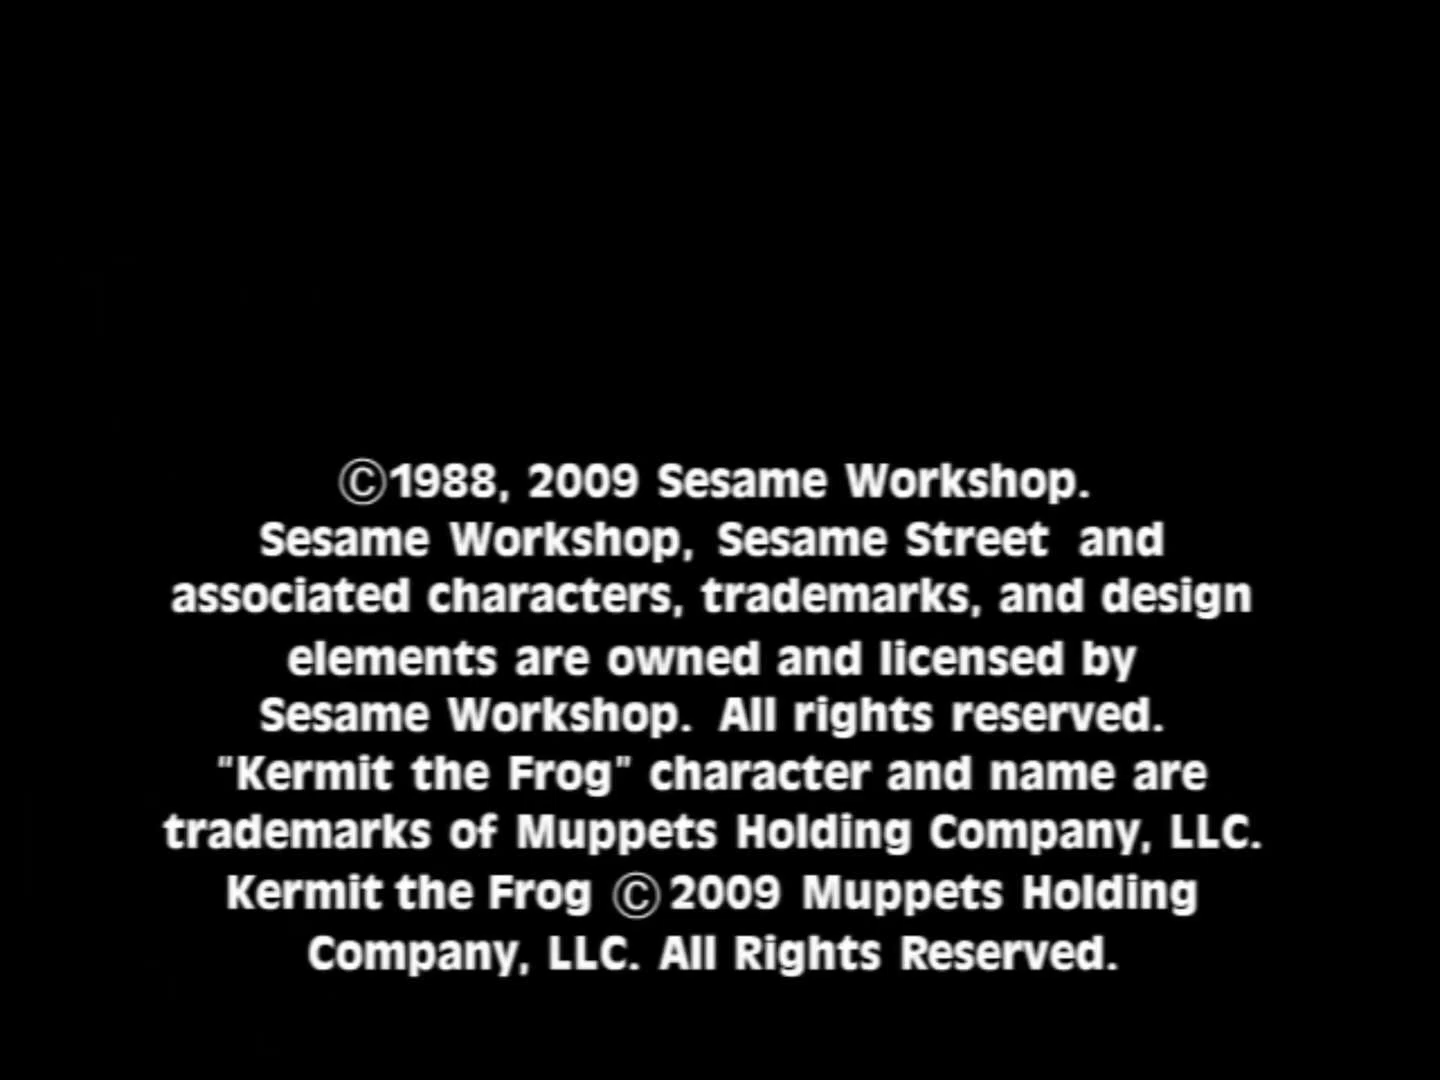 ©1988, 2009 Sesame Workshop.
Sesame Workshop, Sesame Street and
associated characters, trademarks, and design
elements are owned and licensed by
Sesame Workshop. All rights reserved.
"Kermit the Frog" character and name are
trademarks of Muppets Holding Company, LLC.
Kermit the Frog ©2009 Muppets Holding
Company, LLC. All Rights Reserved.